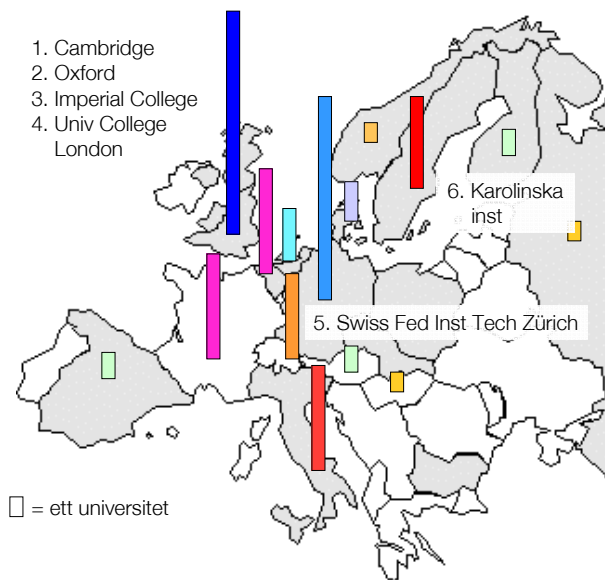 1. Cambridge
2. Oxford
3. Imperial College
4. Univ College
London
6. Karolinska
inst
5. Swiss Fed Inst Tech Zürich
= ett universitet